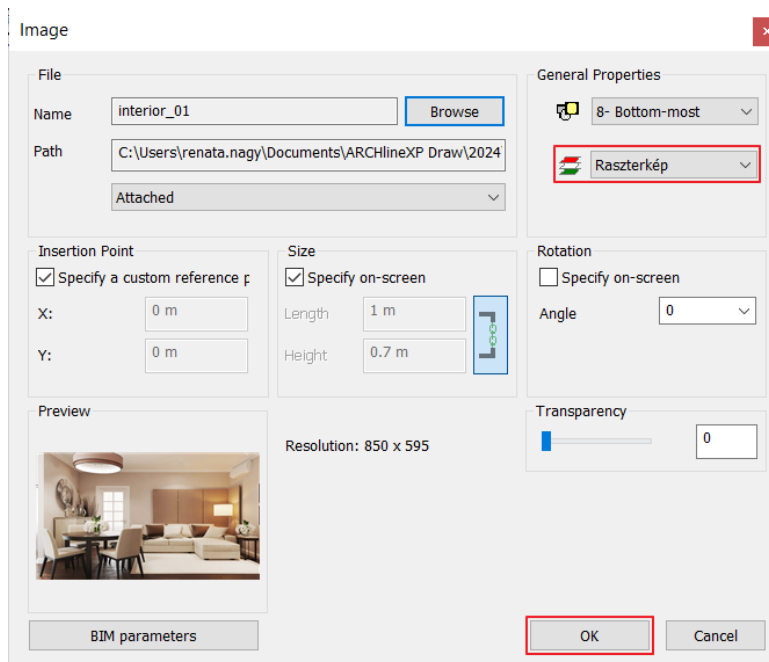 Image
File
Name
interior_01
Browse
Path
C:\Users\renata.nagy\Documents\ARCHlineXP Draw\2024
Attached
General Properties
8- Bottom-most
Raszterkép
Insertion Point
Specify a custom reference p
X:
0 m
Y:
0 m
Size
Specify on-screen
Length
1 m
Height
0.7 m
Rotation
Specify on-screen
Angle
0
Preview
Resolution: 850 x 595
Transparency
0
BIM parameters
OK
Cancel